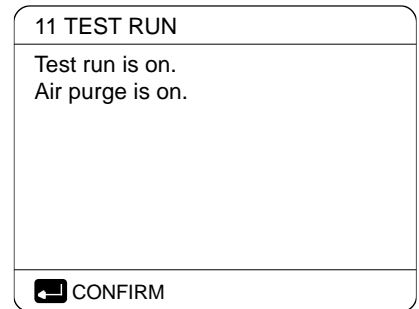 11 TEST RUN
Test run is on.
Air purge is on.
CONFIRM